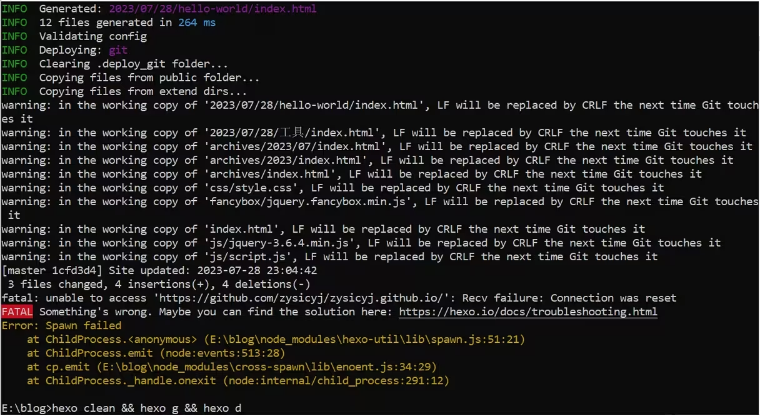 INFO  Generated: 2023/07/28/hello-world/index.html
INFO  12 files generated in 264 ms
INFO  Validating config
INFO  Deploying: git
INFO  Clearing .deploy_git folder...
INFO  Copying files from public folder...
INFO  Copying files from extend dirs...
warning: in the working copy of '2023/07/28/hello-world/index.html', LF will be replaced by CRLF the next time Git touch
es it
warning: in the working copy of '2023/07/28/工具/index.html', LF will be replaced by CRLF the next time Git touches it
warning: in the working copy of 'archives/2023/07/index.html', LF will be replaced by CRLF the next time Git touches it
warning: in the working copy of 'archives/2023/index.html', LF will be replaced by CRLF the next time Git touches it
warning: in the working copy of 'archives/index.html', LF will be replaced by CRLF the next time Git touches it
warning: in the working copy of 'css/style.css', LF will be replaced by CRLF the next time Git touches it
warning: in the working copy of 'fancybox/jquery.fancybox.min.js', LF will be replaced by CRLF the next time Git touches
 it
warning: in the working copy of 'index.html', LF will be replaced by CRLF the next time Git touches it
warning: in the working copy of 'js/jquery-3.6.4.min.js', LF will be replaced by CRLF the next time Git touches it
warning: in the working copy of 'js/script.js', LF will be replaced by CRLF the next time Git touches it
[master 1cfd3d4] Site updated: 2023-07-28 23:04:42
 3 files changed, 4 insertions(+), 4 deletions(-)
fatal: unable to access 'https://github.com/zysicyj/zysicyj.github.io/': Recv failure: Connection was reset
FATAL Something's wrong. Maybe you can find the solution here: https://hexo.io/docs/troubleshooting.html
Error: Spawn failed
    at ChildProcess.<anonymous> (E:\blog\node_modules\hexo-util\lib\spawn.js:51:21)
    at ChildProcess.emit (node:events:513:28)
    at cp.emit (E:\blog\node_modules\cross-spawn\lib\enoent.js:34:29)
    at ChildProcess._handle.onexit (node:internal/child_process:291:12)
E:\blog>hexo clean && hexo g && hexo d